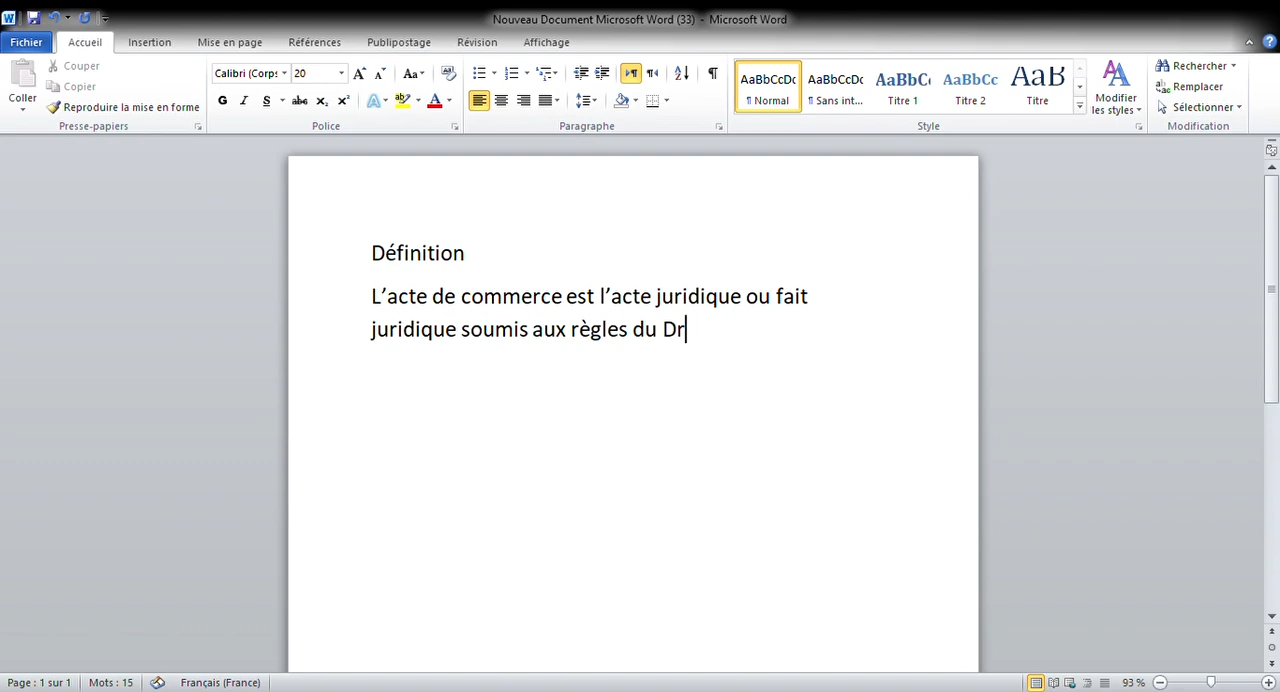 Nouveau Document Microsoft Word (33) - Microsoft Word
Fichier Accueil Insertion Mise en page Références Publipostage Révision Affichage
Coller
Couper
Copier
Reproduire la mise en forme
Presse-papiers
Calibri (Corps 20
Aa
G I S abc x₂ x²
Police
Paragraphe
AaBbCcDc AaBbCcDc AaBbC AaBbCc AaB
¶ Normal ¶ Sans int... Titre 1 Titre 2 Titre
Modifier
les styles
Style
Rechercher
Remplacer
Sélectionner
Modification
Définition
L’acte de commerce est l’acte juridique ou fait
juridique soumis aux règles du Dr
Page : 1 sur 1 Mots : 15 Français (France) 93 %